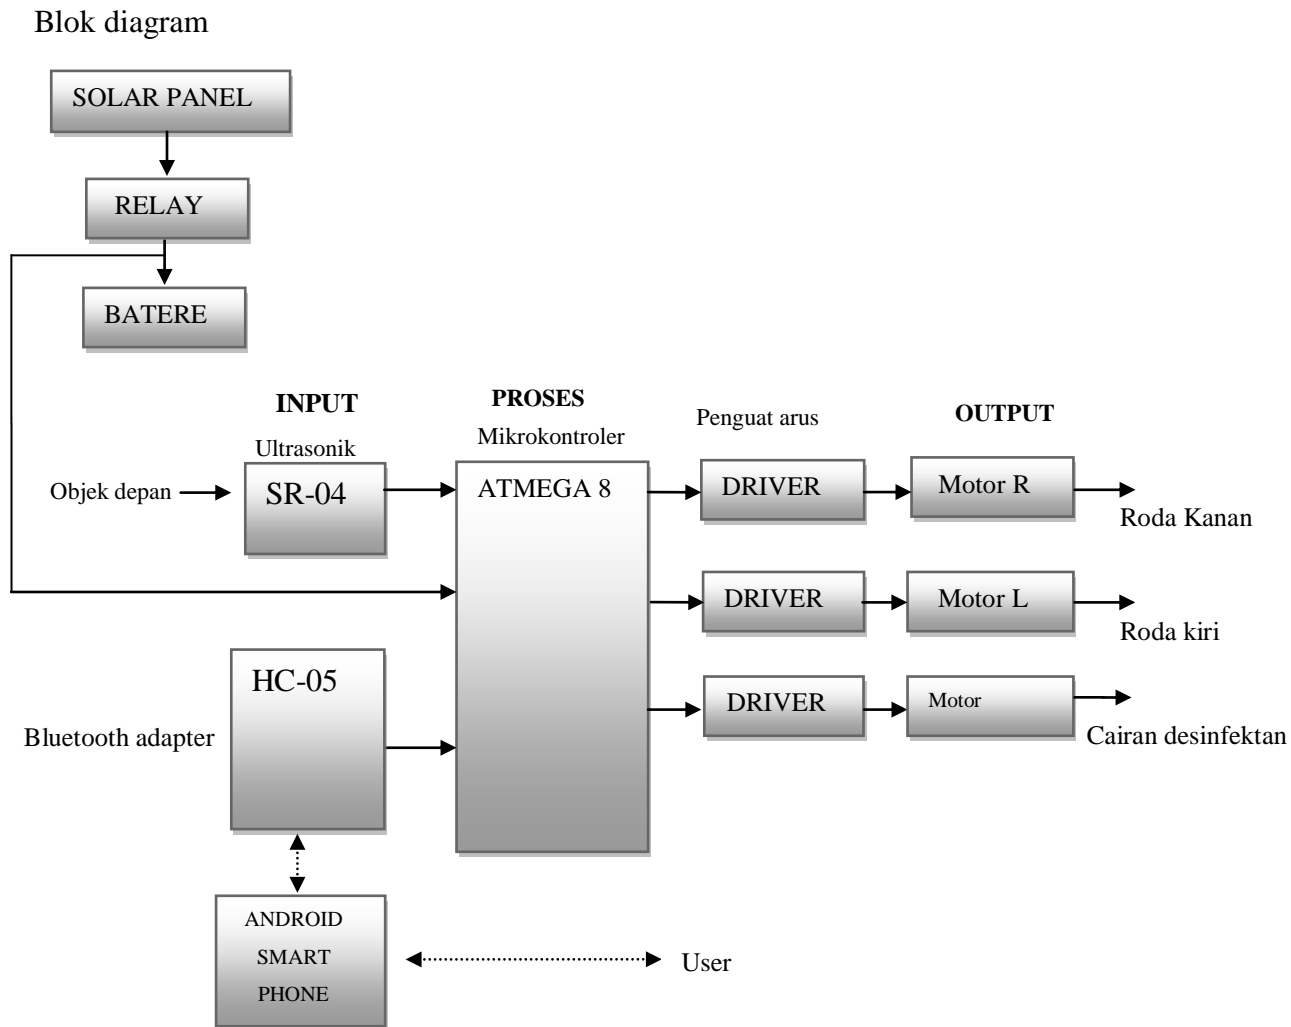 Blok diagram
SOLAR PANEL
RELAY
BATERE
INPUT
PROSES
Penguat arus
OUTPUT
Ultrasonik
Mikrokontroler
Objek depan
SR-04
ATMEGA 8
DRIVER
Motor R
Roda Kanan
DRIVER
Motor L
Roda kiri
HC-05
DRIVER
Motor
Bluetooth adapter
Cairan desinfektan
ANDROID
SMART
PHONE
User